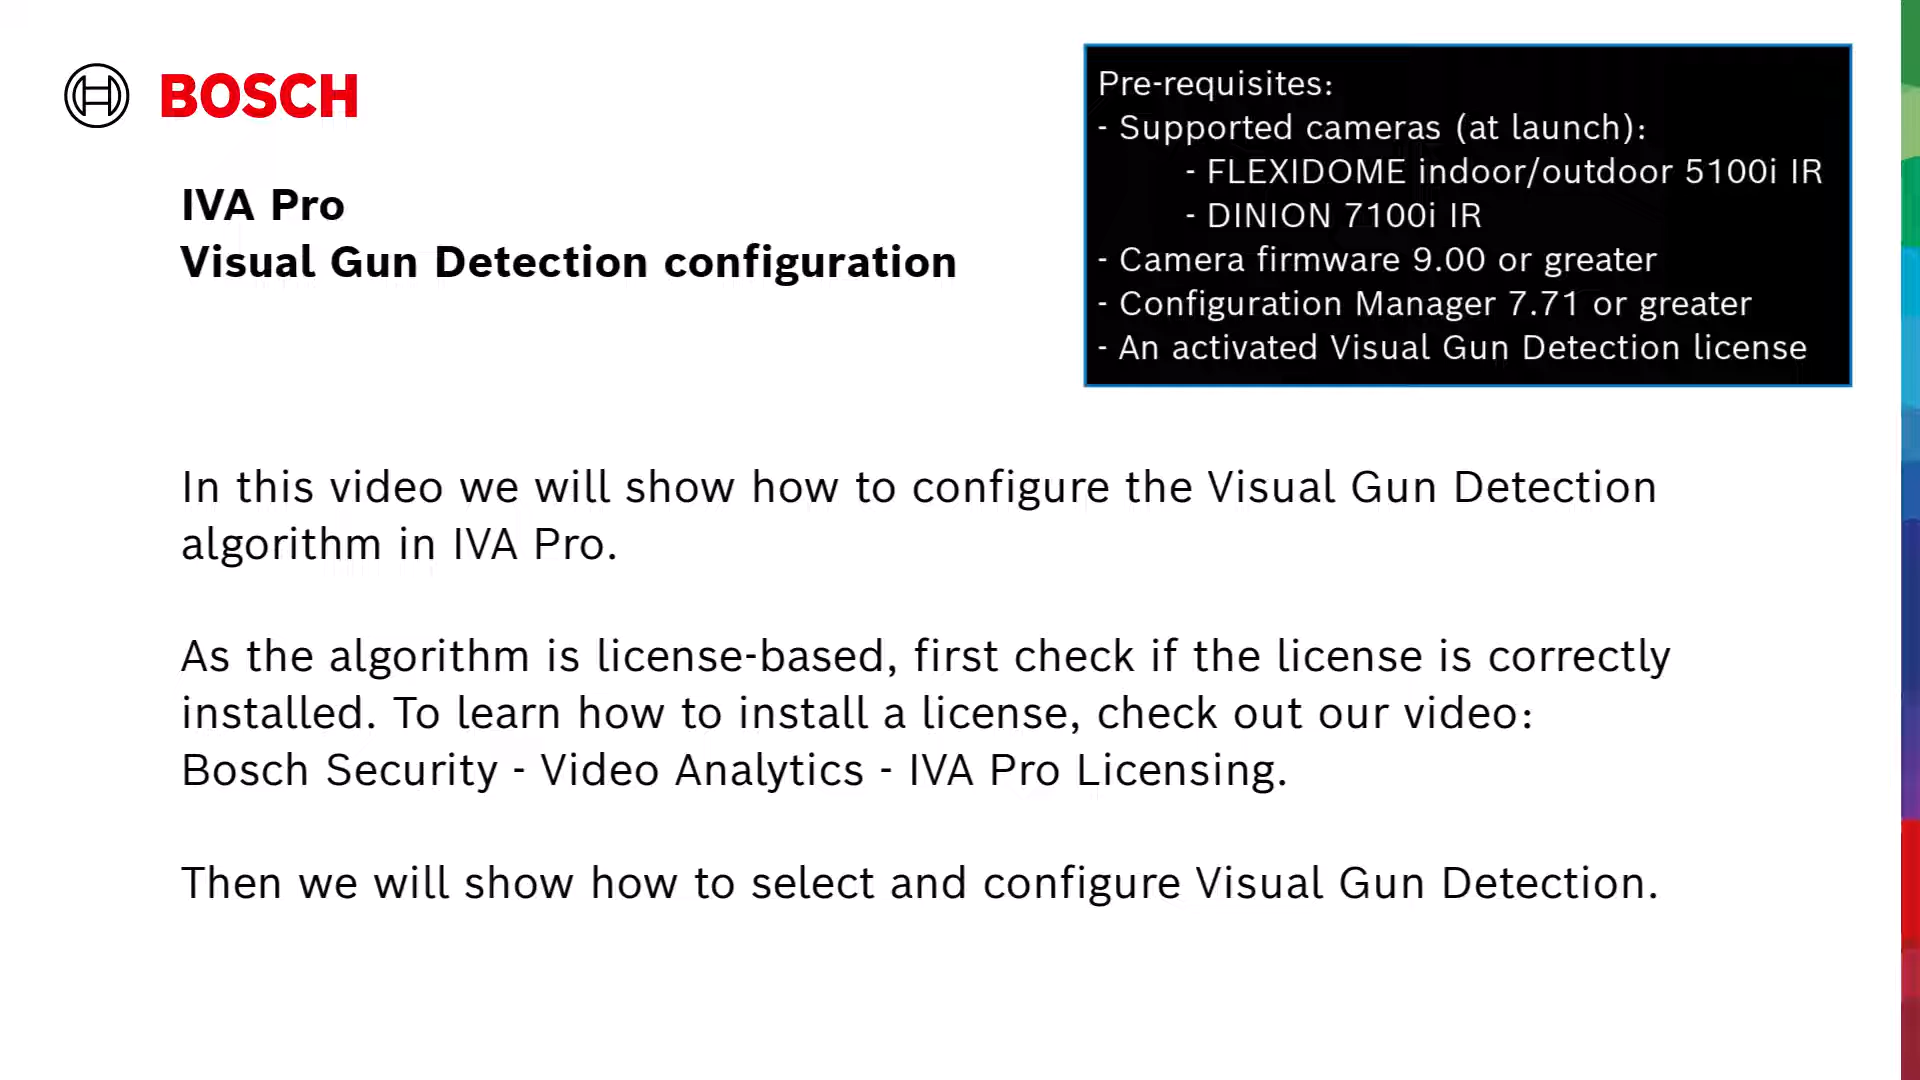 BOSCH
IVA Pro
Visual Gun Detection configuration
Pre-requisites:
- Supported cameras (at launch):
- FLEXIDOME indoor/outdoor 5100i IR
- DINION 7100i IR
- Camera firmware 9.00 or greater
- Configuration Manager 7.71 or greater
- An activated Visual Gun Detection license
In this video we will show how to configure the Visual Gun Detection
algorithm in IVA Pro.
As the algorithm is license-based, first check if the license is correctly
installed. To learn how to install a license, check out our video:
Bosch Security - Video Analytics - IVA Pro Licensing.
Then we will show how to select and configure Visual Gun Detection.